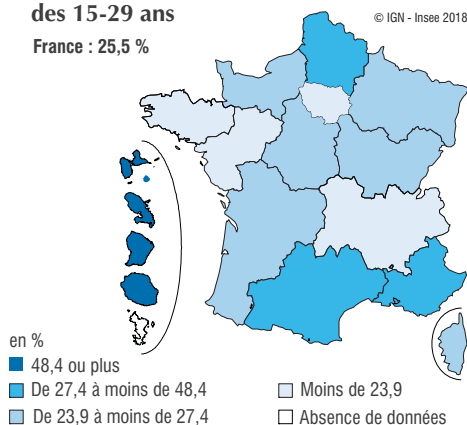 des 15-29 ans
© IGN - Insee 2018
France : 25,5 %
en %
48,4 ou plus
De 27,4 à moins de 48,4
De 23,9 à moins de 27,4
Moins de 23,9
Absence de données